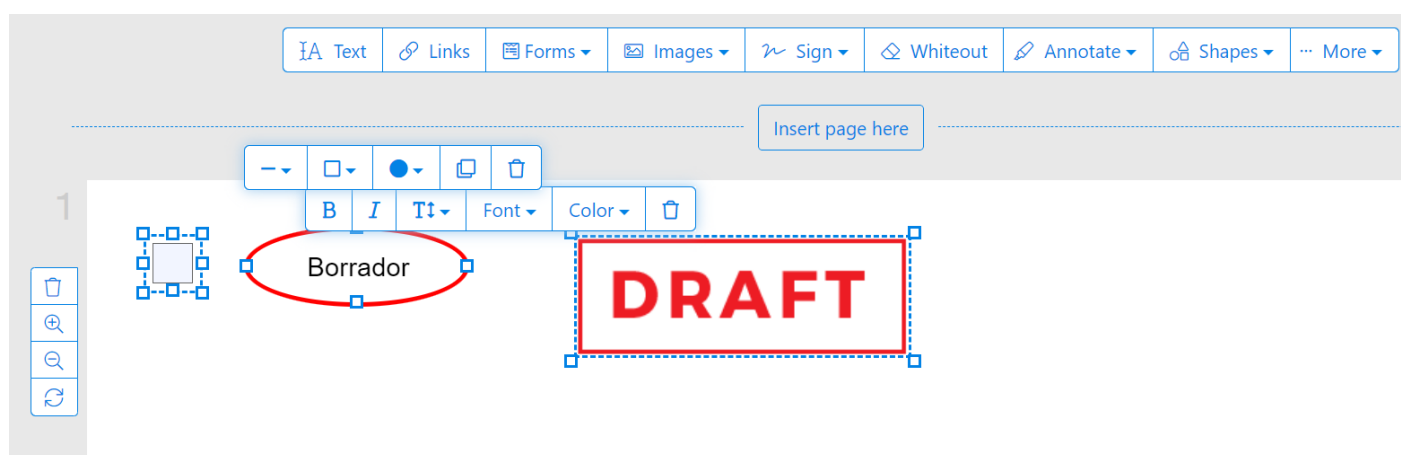 Text Links Forms Images Sign Whiteout Annotate Shapes More
Insert page here
1
B I T Font Color
Borrador
DRAFT